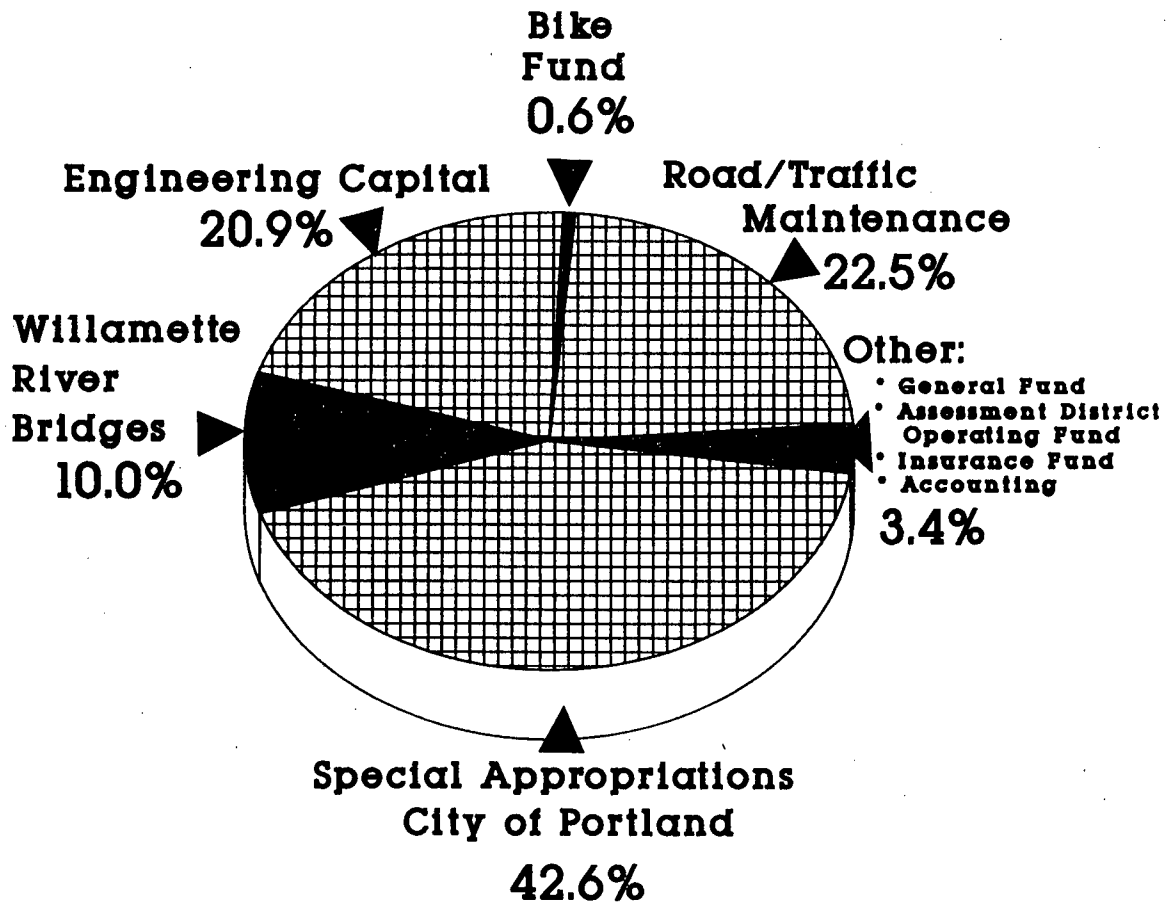 Bike
Fund
0.6%
Engineering Capital
20.9%
Road/Traffic
Maintenance
22.5%
Willamette
River
Bridges
10.0%
Other:
• General Fund
• Assessment District
Operating Fund
• Insurance Fund
• Accounting
3.4%
Special Appropriations
City of Portland
42.6%